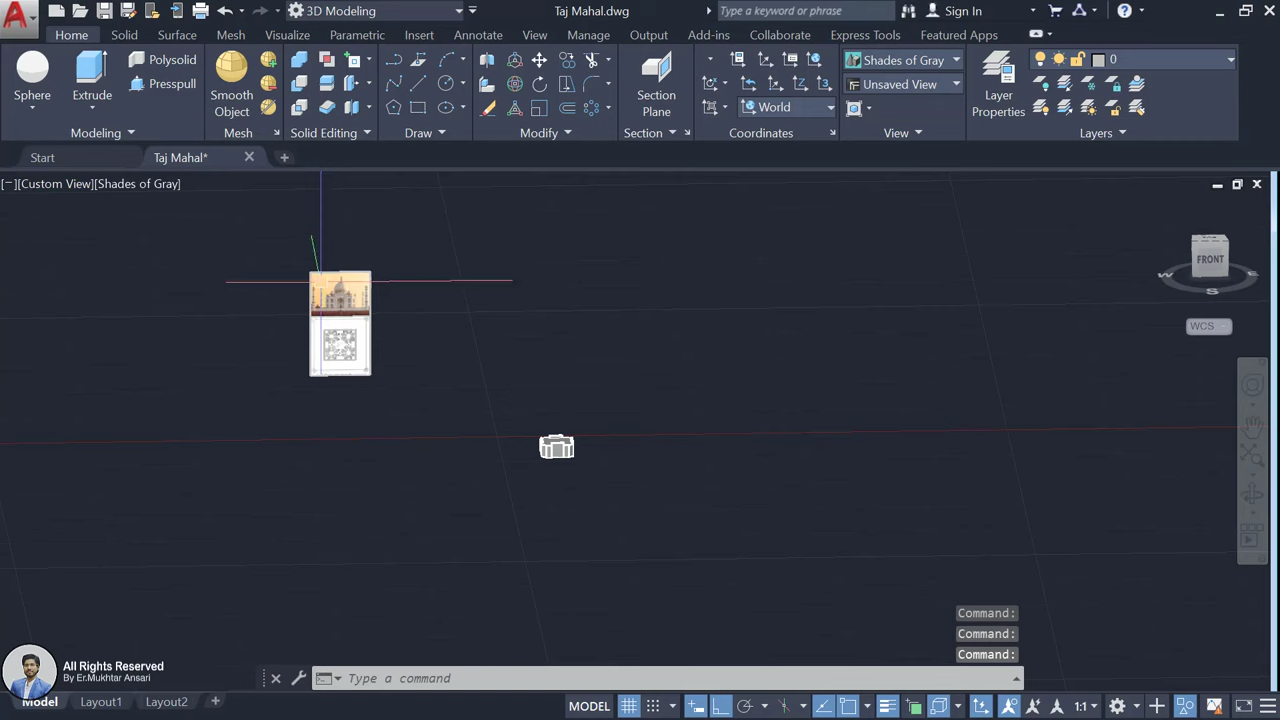 3D Modeling
Taj Mahal.dwg
Type a keyword or phrase
Sign In
Home
Solid
Surface
Mesh
Visualize
Parametric
Insert
Annotate
View
Manage
Output
Add-ins
Collaborate
Express Tools
Featured Apps
Sphere
Extrude
Polysolid
Presspull
Smooth
Object
Section
Plane
World
Shades of Gray
Unsaved View
Layer
Properties
0
Modeling
Mesh
Solid Editing
Draw
Modify
Section
Coordinates
View
Layers
Start
Taj Mahal*
[−][Custom View][Shades of Gray]
FRONT
W
E
S
WCS
Command:
Command:
Command:
Type a command
All Rights Reserved
By Er.Mukhtar Ansari
Model
Layout1
Layout2
MODEL
1:1